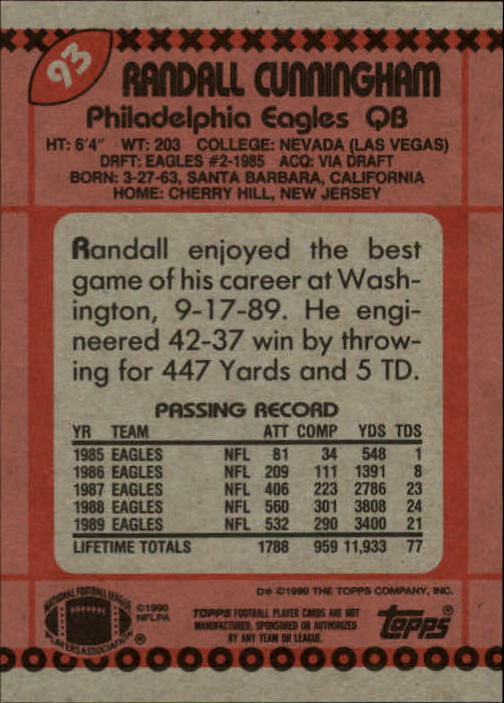 93
RANDALL CUNNINGHAM
Philadelphia Eagles QB
HT: 6'4" WT: 203 COLLEGE: NEVADA (LAS VEGAS)
DRFT: EAGLES #2-1985 ACQ: VIA DRAFT
BORN: 3-27-63, SANTA BARBARA, CALIFORNIA
HOME: CHERRY HILL, NEW JERSEY
Randall enjoyed the best
game of his career at Wash-
ington, 9-17-89. He engi-
neered 42-37 win by throw-
ing for 447 Yards and 5 TD.
PASSING RECORD
YR TEAM ATT COMP YDS TDS
1985 EAGLES NFL 81 34 548 1
1986 EAGLES NFL 209 111 1391 8
1987 EAGLES NFL 406 223 2786 23
1988 EAGLES NFL 560 301 3808 24
1989 EAGLES NFL 532 290 3400 21
LIFETIME TOTALS 1788 959 11,933 77
D* ©1990 THE TOPPS COMPANY, INC.
NATIONAL FOOTBALL LEAGUE
PLAYERS ASSOCIATION
®
©1990
NFLPA
TOPPS FOOTBALL PLAYER CARDS ARE NOT
MANUFACTURED, SPONSORED OR AUTHORIZED
BY ANY TEAM OR LEAGUE.
topps®